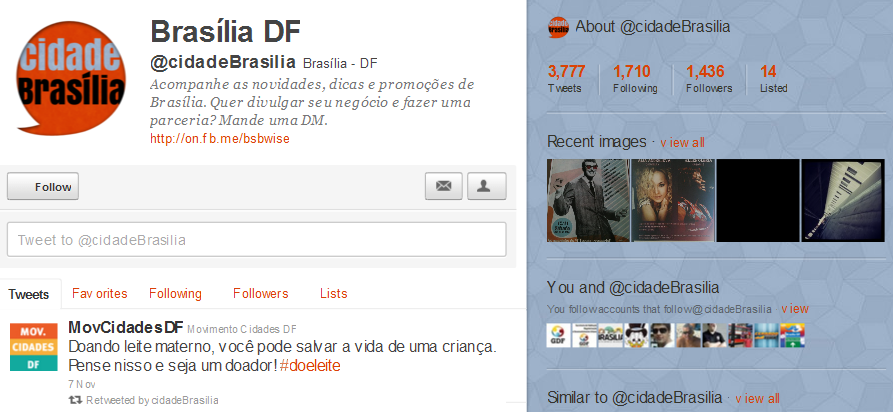 cidade
Brasília
Brasília DF
@cidadeBrasilia Brasília - DF
Acompanhe as novidades, dicas e promoções de
Brasília. Quer divulgar seu negócio e fazer uma
parceria? Mande uma DM.
http://on.fb.me/bsbwise
Follow
Tweet to @cidadeBrasilia
Tweets Favorites Following Followers Lists
MOV.
CIDADES
DF
MovCidadesDF Movimento Cidades DF
Doando leite materno, você pode salvar a vida de uma criança.
Pense nisso e seja um doador! #doeleite
7 Nov
Retweeted by cidadeBrasilia
About @cidadeBrasilia
3,777 1,710 1,436 14
Tweets Following Followers Listed
Recent images · view all
You and @cidadeBrasilia
You follow accounts that follow @cidadeBrasilia · view
GDF
GDF
Similar to @cidadeBrasilia · view all